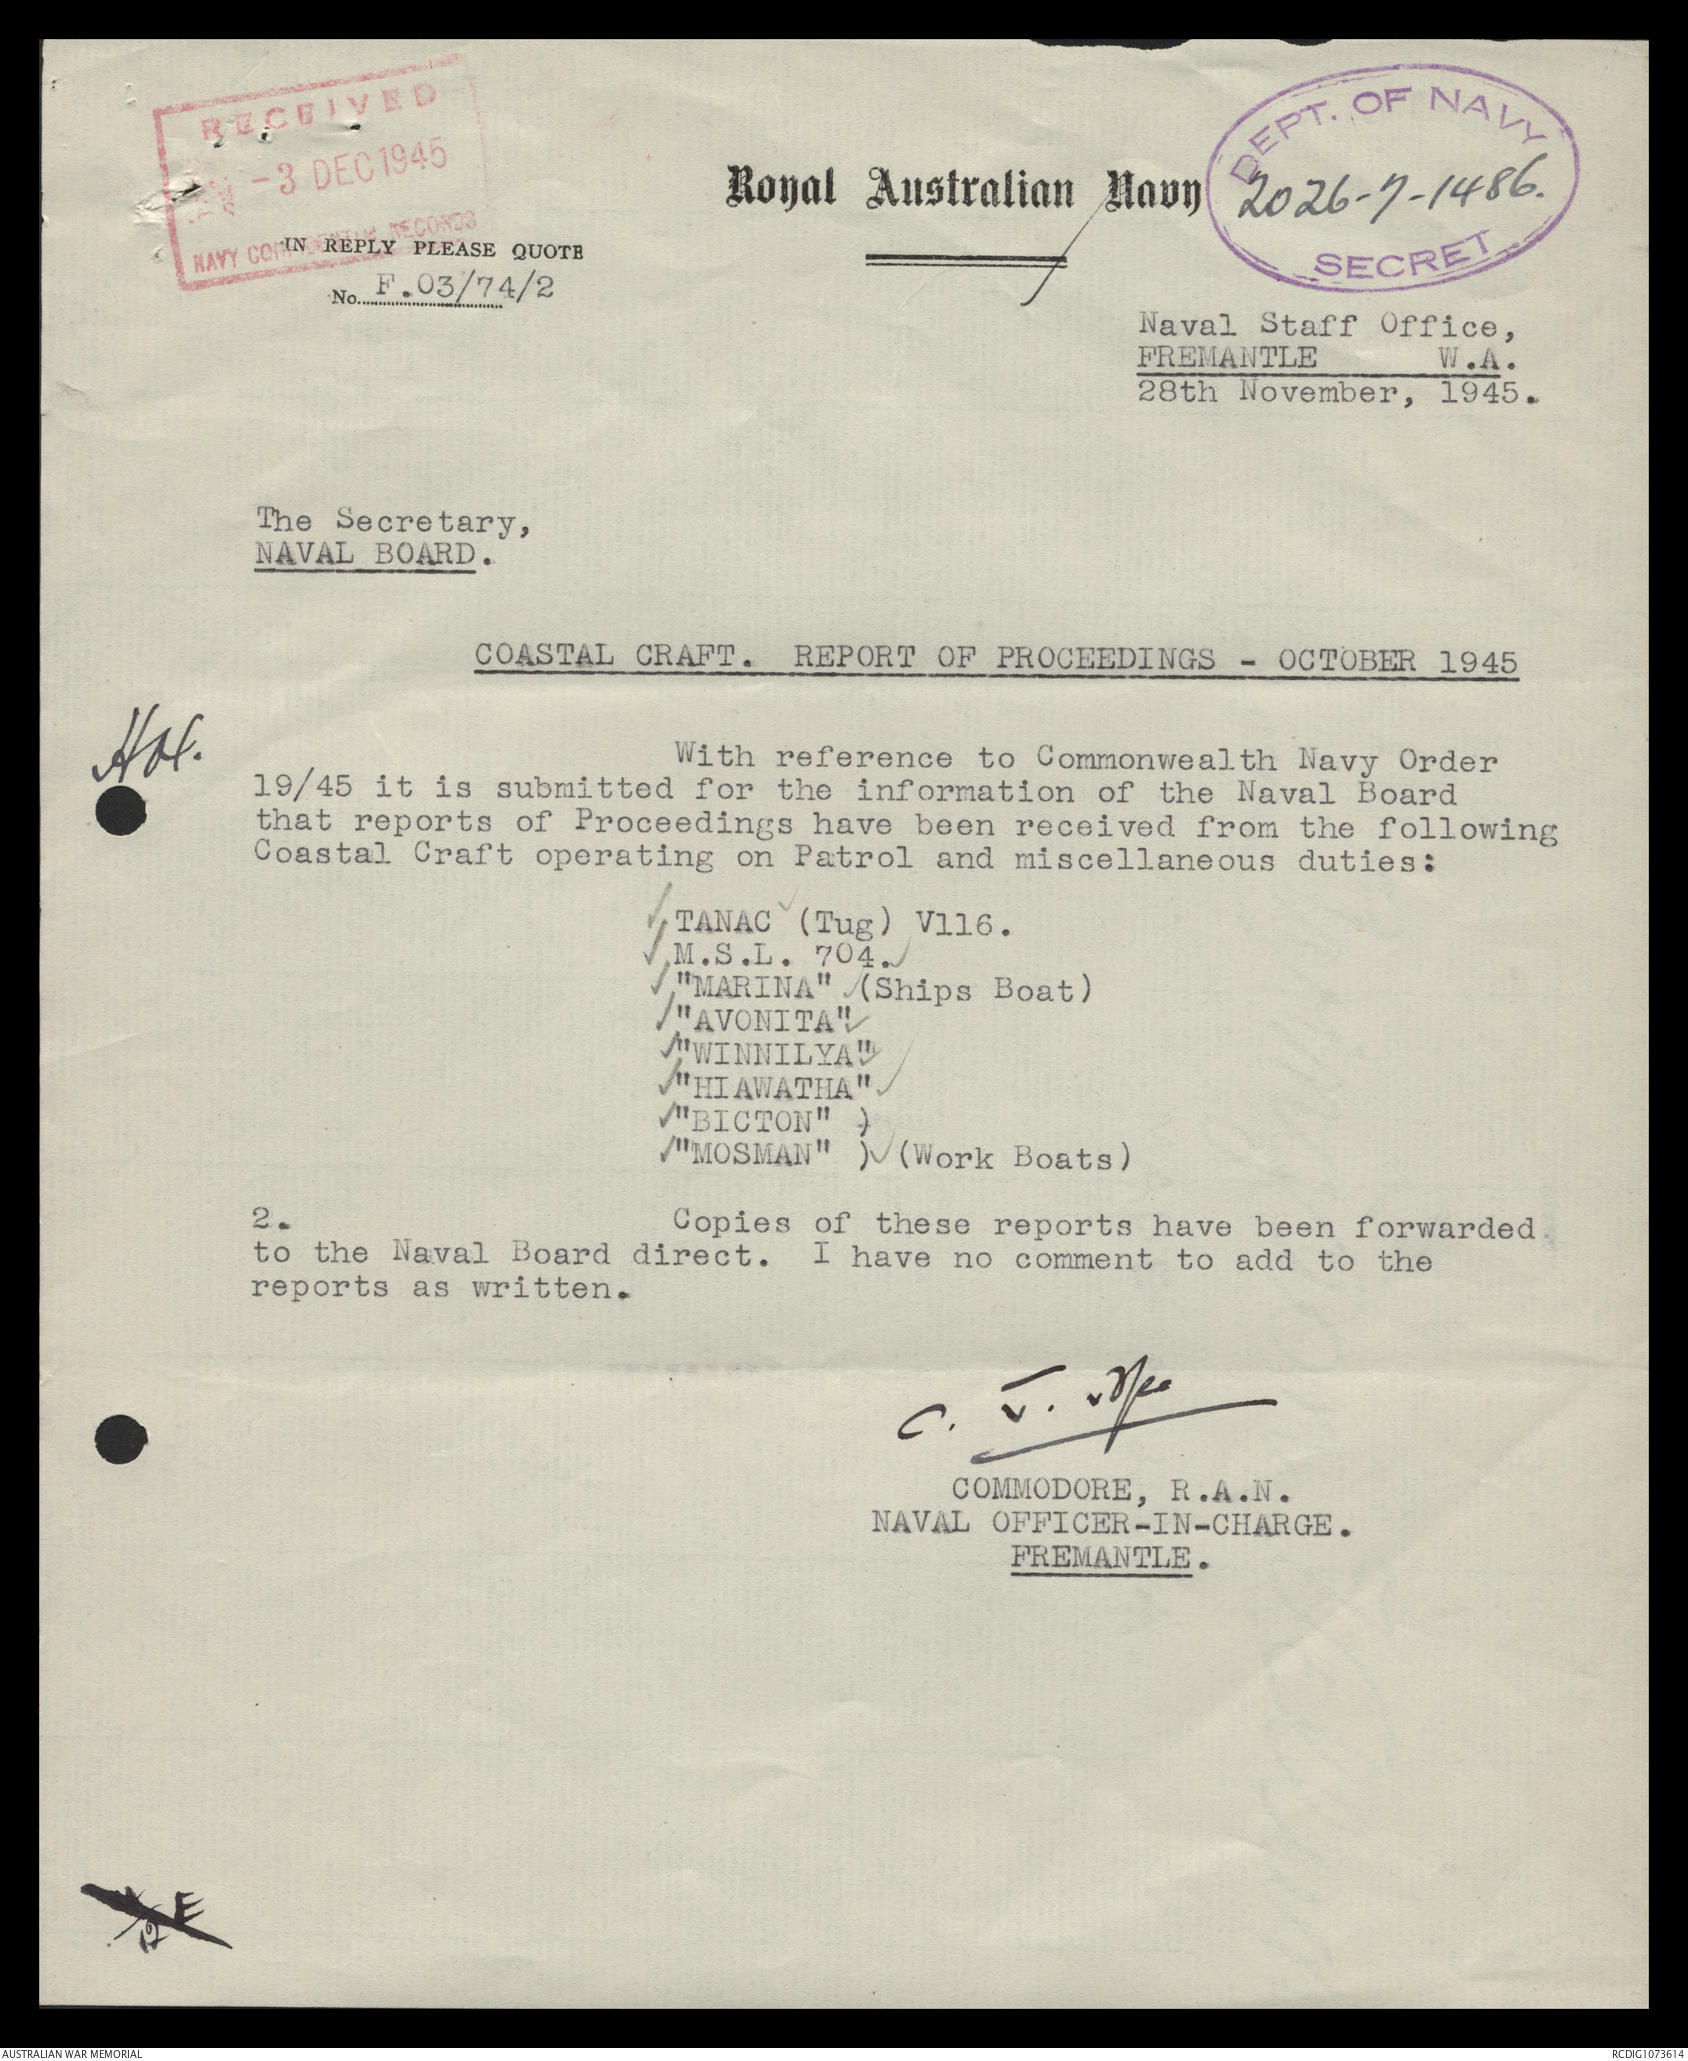 RECEIVED
-3 DEC 1945
NAVY CONFIDENTIAL RECORDS
DEPT. OF NAVY
2026-7-1486.
SECRET
Royal Australian Navy
IN REPLY PLEASE QUOTE
No. F.03/74/2
Naval Staff Office,
FREMANTLE W.A.
28th November, 1945.
The Secretary,
NAVAL BOARD.
COASTAL CRAFT. REPORT OF PROCEEDINGS - OCTOBER 1945
With reference to Commonwealth Navy Order
19/45 it is submitted for the information of the Naval Board
that reports of Proceedings have been received from the following
Coastal Craft operating on Patrol and miscellaneous duties:
TANAC (Tug) V116.
M.S.L. 704.
"MARINA" (Ships Boat)
"AVONITA"
"WINNILYA"
"HIAWATHA"
"BICTON" )
"MOSMAN" ) (Work Boats)
2. Copies of these reports have been forwarded
to the Naval Board direct. I have no comment to add to the
reports as written.
COMMODORE, R.A.N.
NAVAL OFFICER-IN-CHARGE.
FREMANTLE.
AUSTRALIAN WAR MEMORIAL
RCDIG1073614